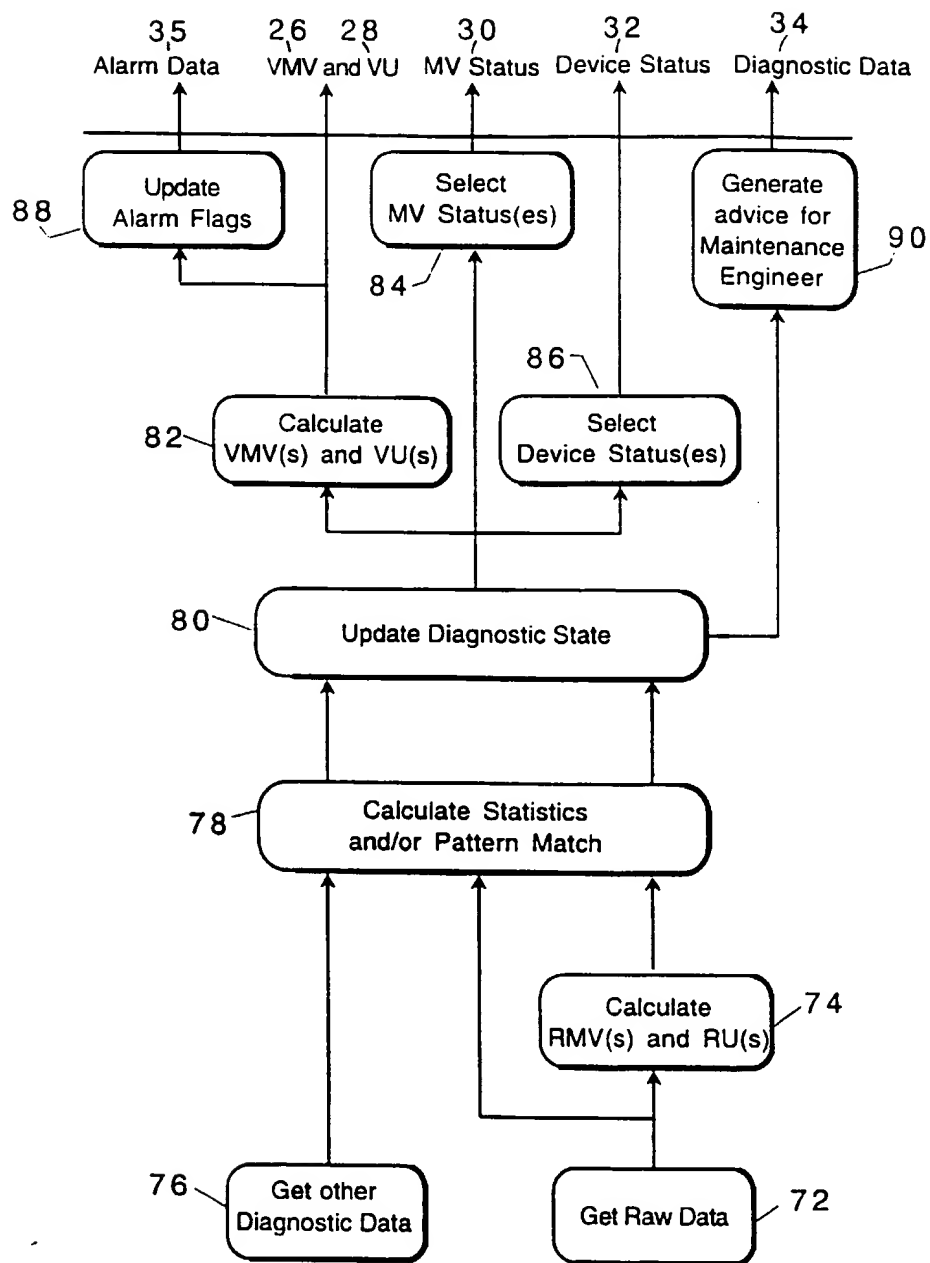 35 26 28 30 32 34
Alarm Data VMV and VU MV Status Device Status Diagnostic Data
Update
Alarm Flags
88
Select
MV Status(es)
84
Generate
advice for
Maintenance
Engineer
90
86
82
Calculate
VMV(s) and VU(s)
Select
Device Status(es)
80
Update Diagnostic State
78
Calculate Statistics
and/or Pattern Match
Calculate
RMV(s) and RU(s)
74
76
Get other
Diagnostic Data
Get Raw Data
72